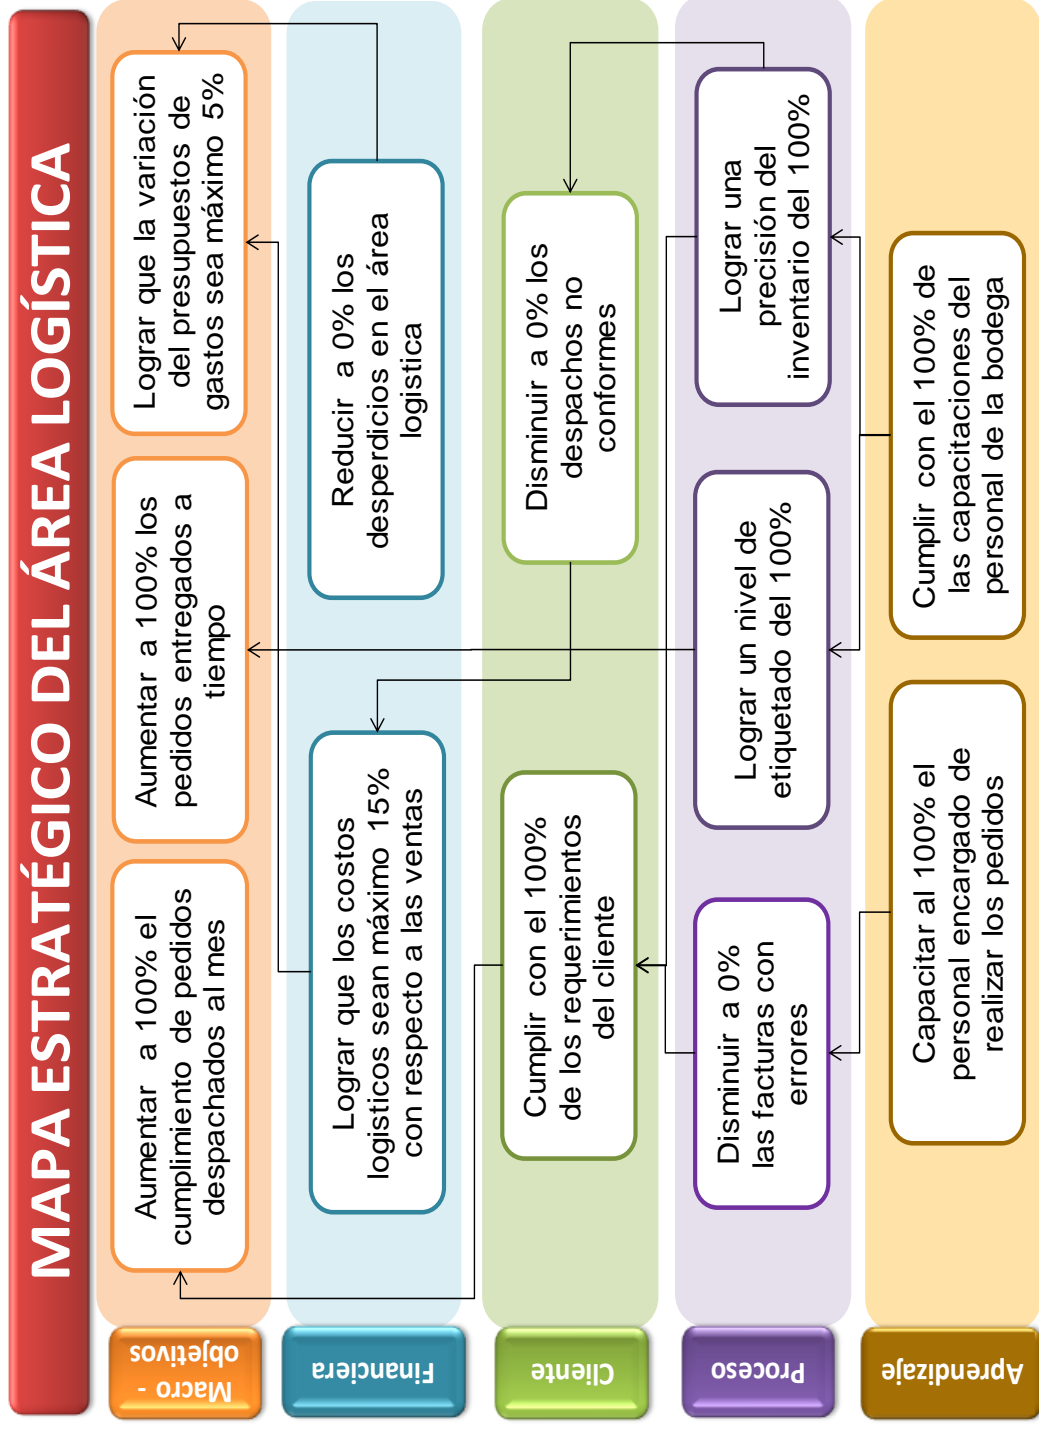 MAPA ESTRATÉGICO DEL ÁREA LOGÍSTICA
Macro -
objetivos
Aumentar a 100% el
cumplimiento de pedidos
despachados al mes
Aumentar a 100% los
pedidos entregados a
tiempo
Lograr que la variación
del presupuestos de
gastos sea máximo 5%
Financiera
Lograr que los costos
logisticos sean máximo 15%
con respecto a las ventas
Reducir a 0% los
desperdicios en el área
logistica
Cliente
Cumplir con el 100%
de los requerimientos
del cliente
Disminuir a 0% los
despachos no
conformes
Proceso
Disminuir a 0%
las facturas con
errores
Lograr un nivel de
etiquetado del 100%
Lograr una
precisión del
inventario del 100%
Aprendizaje
Capacitar al 100% el
personal encargado de
realizar los pedidos
Cumplir con el 100% de
las capacitaciones del
personal de la bodega